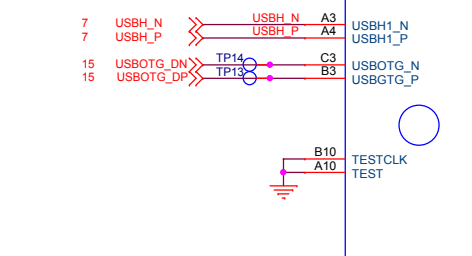 7 USBH_N USBH_N A3 USBH1_N
7 USBH_P USBH_P A4 USBH1_P
15 USBOTG_DN TP14 C3 USBOTG_N
15 USBOTG_DP TP13 B3 USBGTG_P
B10 TESTCLK
A10 TEST